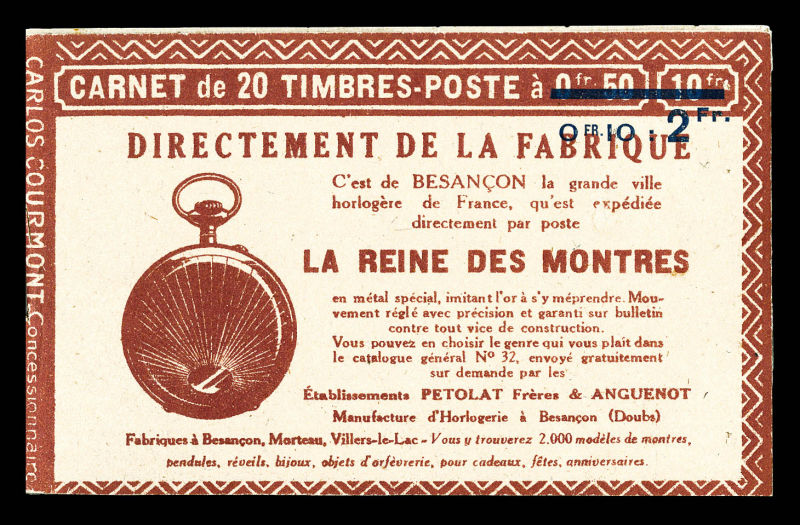 CARNET de 20 TIMBRES-POSTE à 0 fr. 50 10 frs
0 FR. 10 : 2 Fr.
DIRECTEMENT DE LA FABRIQUE
C'est de BESANÇON la grande ville
horlogère de France, qu'est expédiée
directement par poste
LA REINE DES MONTRES
en métal spécial, imitant l'or à s'y méprendre. Mou-
vement réglé avec précision et garanti sur bulletin
contre tout vice de construction.
Vous pouvez en choisir le genre qui vous plaît dans
le catalogue général Nº 32, envoyé gratuitement
sur demande par les
Établissements PETOLAT Frères & ANGUENOT
Manufacture d'Horlogerie à Besançon (Doubs)
Fabriques à Besançon, Morteau, Villers-le-Lac - Vous y trouverez 2.000 modèles de montres,
pendules, réveils, bijoux, objets d'orfèvrerie, pour cadeaux, fêtes, anniversaires.
CARLOS COURMONT, Concessionnaire